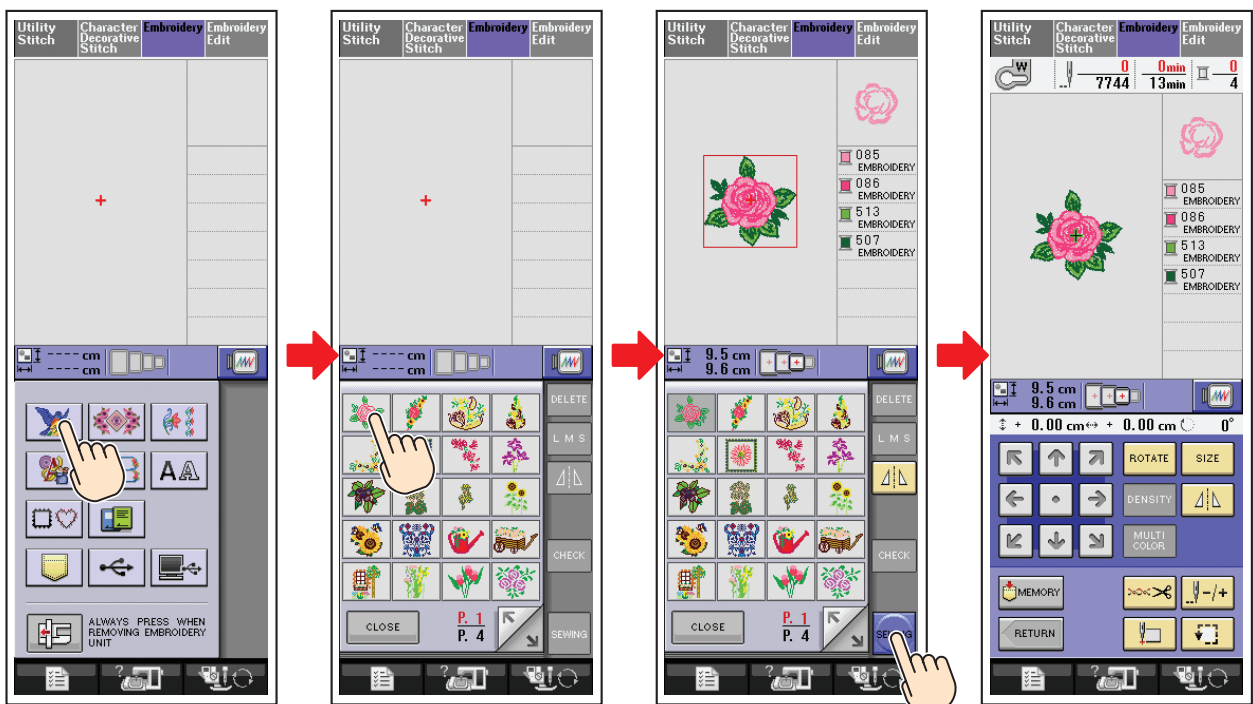 Utility
Stitch
Character
Decorative
Stitch
Embroidery
Embroidery
Edit
---- cm
---- cm
AA
ALWAYS PRESS WHEN
REMOVING EMBROIDERY
UNIT
?
Utility
Stitch
Character
Decorative
Stitch
Embroidery
Embroidery
Edit
---- cm
---- cm
DELETE
L M S
CHECK
CLOSE
P. 1
P. 4
SEWING
?
Utility
Stitch
Character
Decorative
Stitch
Embroidery
Embroidery
Edit
085
EMBROIDERY
086
EMBROIDERY
513
EMBROIDERY
507
EMBROIDERY
9.5 cm
9.6 cm
DELETE
L M S
CHECK
CLOSE
P. 1
P. 4
?
Utility
Stitch
Character
Decorative
Stitch
Embroidery
Embroidery
Edit
W
0
7744
0min
13min
0
4
085
EMBROIDERY
086
EMBROIDERY
513
EMBROIDERY
507
EMBROIDERY
9.5 cm
9.6 cm
+ 0.00 cm + 0.00 cm 0°
ROTATE
SIZE
DENSITY
MULTI
COLOR
MEMORY
-/+
RETURN
?